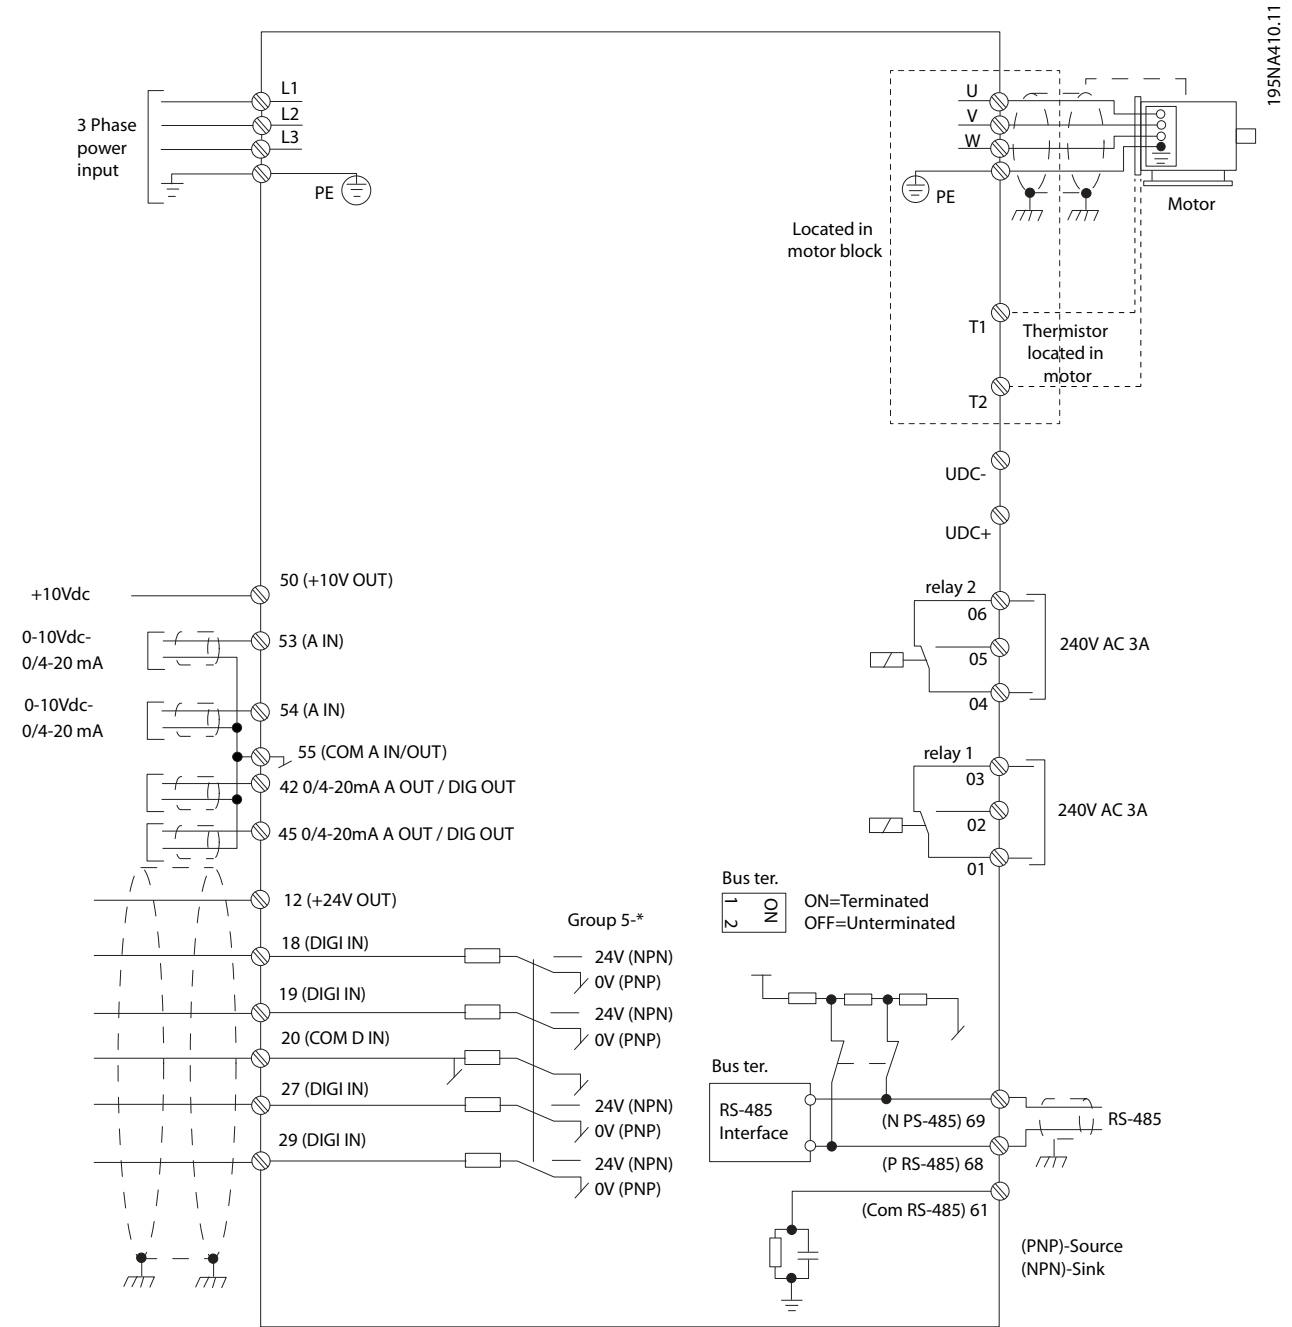 195NA410.11
L1
L2
L3
3 Phase
power
input
PE
U
V
W
PE
Motor
Located in
motor block
T1
Thermistor
located in
motor
T2
UDC-
UDC+
+10Vdc
50 (+10V OUT)
0-10Vdc-
0/4-20 mA
53 (A IN)
0-10Vdc-
0/4-20 mA
54 (A IN)
55 (COM A IN/OUT)
42 0/4-20mA A OUT / DIG OUT
45 0/4-20mA A OUT / DIG OUT
relay 2
06
05
04
240V AC 3A
relay 1
03
02
01
240V AC 3A
12 (+24V OUT)
18 (DIGI IN)
19 (DIGI IN)
20 (COM D IN)
27 (DIGI IN)
29 (DIGI IN)
Group 5-*
24V (NPN)
0V (PNP)
24V (NPN)
0V (PNP)
24V (NPN)
0V (PNP)
24V (NPN)
0V (PNP)
Bus ter.
1 2
ON
ON=Terminated
OFF=Unterminated
Bus ter.
RS-485
Interface
(N PS-485) 69
(P RS-485) 68
RS-485
(Com RS-485) 61
(PNP)-Source
(NPN)-Sink